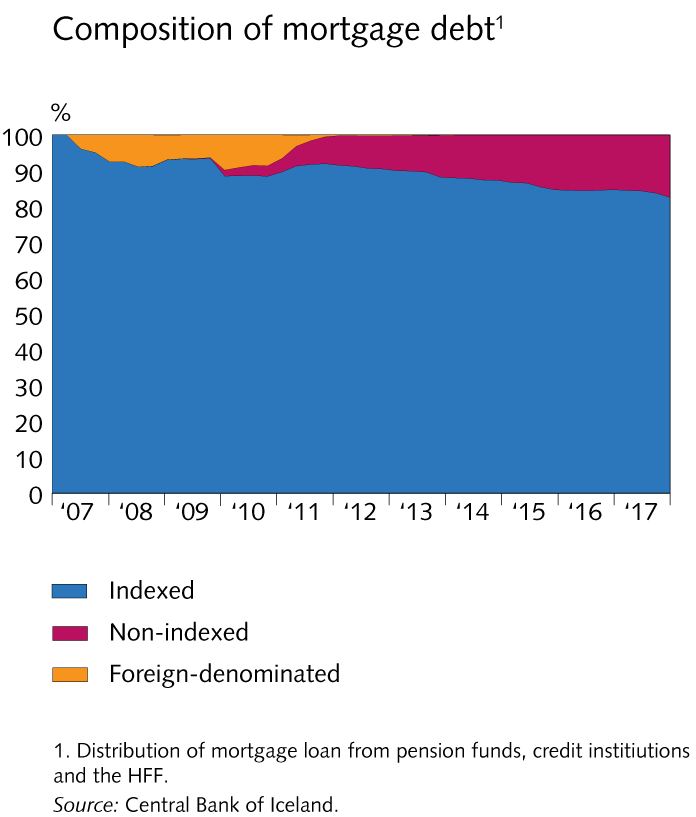 Composition of mortgage debt¹
%
100
90
80
70
60
50
40
30
20
10
0
‘07 ‘08 ‘09 ‘10 ‘11 ‘12 ‘13 ‘14 ‘15 ‘16 ‘17
Indexed
Non-indexed
Foreign-denominated
1. Distribution of mortgage loan from pension funds, credit institiutions
and the HFF.
Source: Central Bank of Iceland.